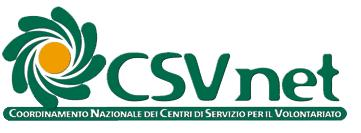 CSVnet
Coordinamento Nazionale dei Centri di Servizio per il Volontariato